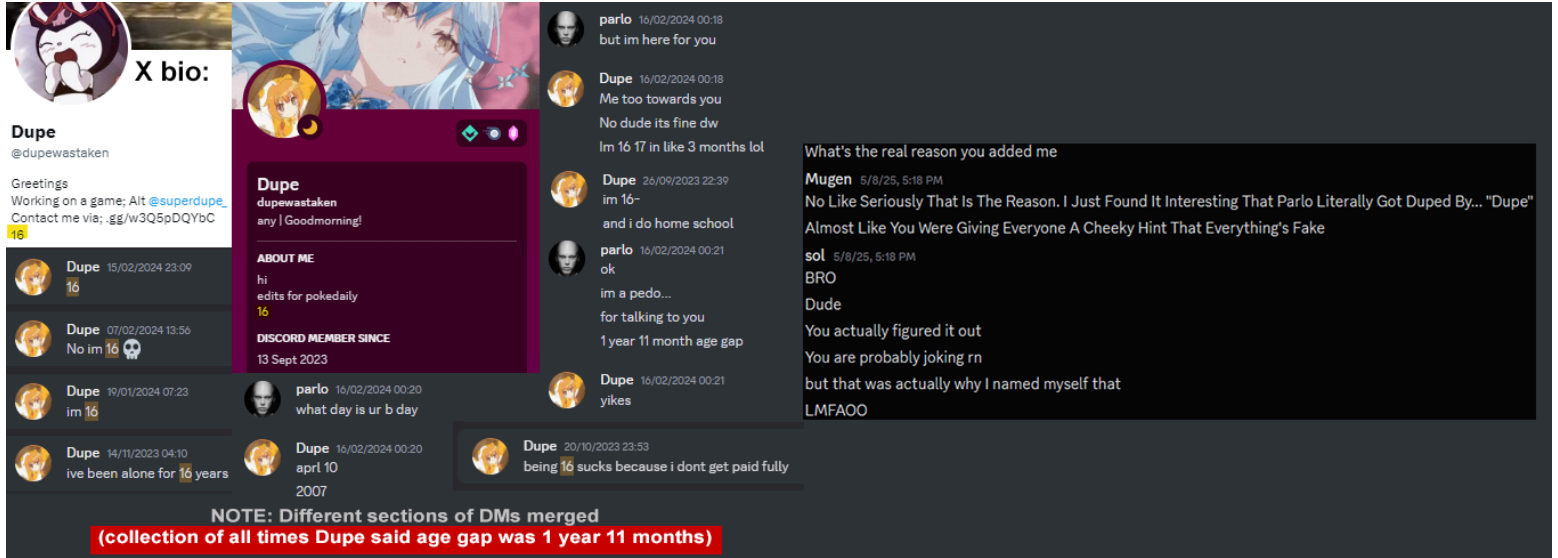 X bio:
Dupe
@dupewastaken
Greetings
Working on a game; Alt @superdupe_
Contact me via; .gg/w3Q5pDQYbC
16
Dupe 15/02/2024 23:09
16
Dupe 07/02/2024 13:56
No im 16 💀
Dupe 19/01/2024 07:23
im 16
Dupe 14/11/2023 04:10
ive been alone for 16 years
Dupe
dupewastaken
any | Goodmorning!
ABOUT ME
hi
edits for pokedaily
16
DISCORD MEMBER SINCE
13 Sept 2023
parlo 16/02/2024 00:20
what day is ur b day
Dupe 16/02/2024 00:20
aprl 10
2007
parlo 16/02/2024 00:18
but im here for you
Dupe 16/02/2024 00:18
Me too towards you
No dude its fine dw
Im 16 17 in like 3 months lol
Dupe 26/09/2023 22:39
im 16-
and i do home school
parlo 16/02/2024 00:21
ok
im a pedo...
for talking to you
1 year 11 month age gap
Dupe 16/02/2024 00:21
yikes
Dupe 20/10/2023 23:53
being 16 sucks because i dont get paid fully
What's the real reason you added me
Mugen 5/8/25, 5:18 PM
No Like Seriously That Is The Reason. I Just Found It Interesting That Parlo Literally Got Duped By... "Dupe"
Almost Like You Were Giving Everyone A Cheeky Hint That Everything's Fake
sol 5/8/25, 5:18 PM
BRO
Dude
You actually figured it out
You are probably joking rn
but that was actually why I named myself that
LMFAOO
NOTE: Different sections of DMs merged
(collection of all times Dupe said age gap was 1 year 11 months)